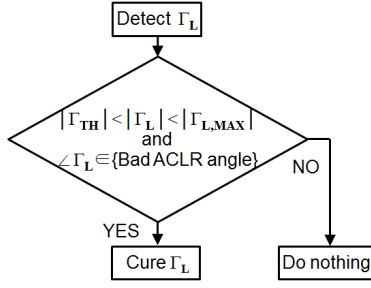 Detect Γ_L
|Γ_TH| < |Γ_L| < |Γ_L,MAX|
and
∠Γ_L ∈ {Bad ACLR angle}
NO
YES
Cure Γ_L
Do nothing